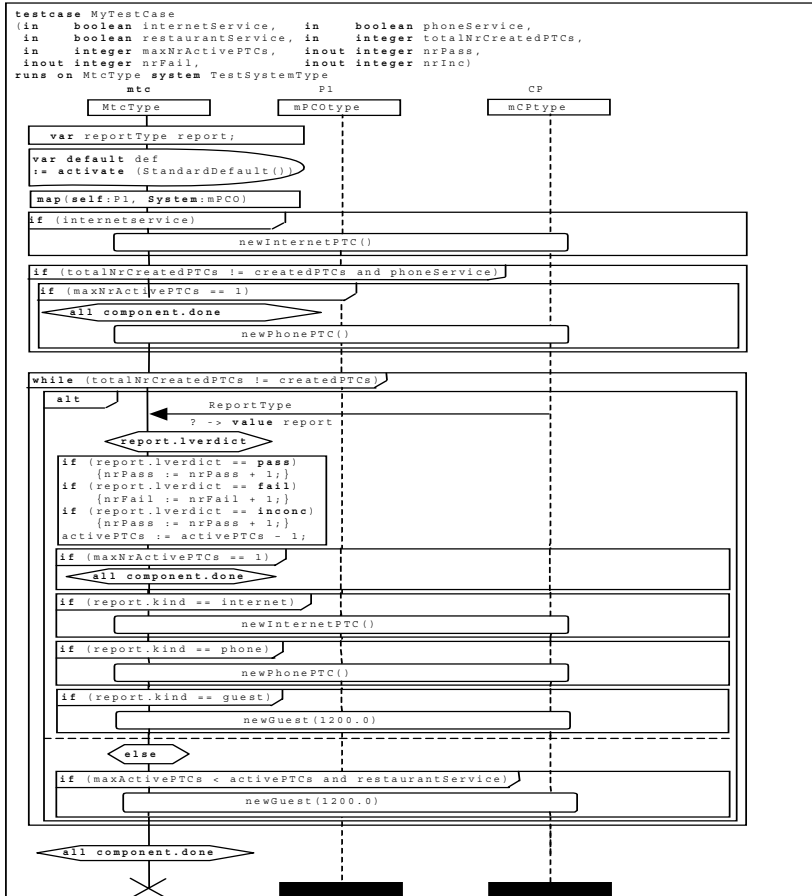 testcase MyTestCase
(in boolean internetService, in boolean phoneService,
in boolean restaurantService, in integer totalNrCreatedPTCs,
in integer maxNrActivePTCs, inout integer nrPass,
inout integer nrFail, inout integer nrInc)
runs on MtcType system TestSystemType
mtc P1 CP
MtcType mPCOtype mCPtype
var reportType report;
var default def
:= activate (StandardDefault())
map(self:P1, System:mPCO)
if (internetservice)
newInternetPTC()
if (totalNrCreatedPTCs != createdPTCs and phoneService)
if (maxNrActivePTCs == 1)
all component.done
newPhonePTC()
while (totalNrCreatedPTCs != createdPTCs)
alt
ReportType
? -> value report
report.lverdict
if (report.lverdict == pass)
{nrPass := nrPass + 1;}
if (report.lverdict == fail)
{nrFail := nrFail + 1;}
if (report.lverdict == inconc)
{nrPass := nrPass + 1;}
activePTCs := activePTCs - 1;
if (maxNrActivePTCs == 1)
all component.done
if (report.kind == internet)
newInternetPTC()
if (report.kind == phone)
newPhonePTC()
if (report.kind == guest)
newGuest(1200.0)
else
if (maxActivePTCs < activePTCs and restaurantService)
newGuest(1200.0)
all component.done